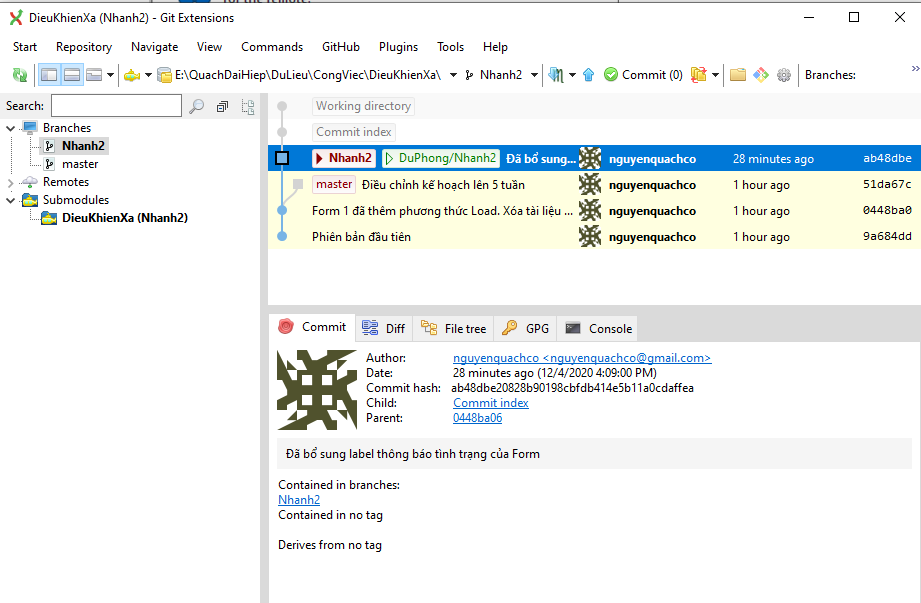 for the remote.
DieuKhienXa (Nhanh2) - Git Extensions
Start Repository Navigate View Commands GitHub Plugins Tools Help
E:\QuachDaiHiep\DuLieu\CongViec\DieuKhienXa\ Nhanh2 Commit (0) Branches: »
Search:
Branches
Nhanh2
master
Remotes
Submodules
DieuKhienXa (Nhanh2)
Working directory
Commit index
Nhanh2 DuPhong/Nhanh2 Đã bổ sung... nguyenquachco 28 minutes ago ab48dbe
master Điều chỉnh kế hoạch lên 5 tuần nguyenquachco 1 hour ago 51da67c
Form 1 đã thêm phương thức Load. Xóa tài liệu ... nguyenquachco 1 hour ago 0448ba0
Phiên bản đầu tiên nguyenquachco 1 hour ago 9a684dd
Commit Diff File tree GPG Console
Author: nguyenquachco <nguyenquachco@gmail.com>
Date: 28 minutes ago (12/4/2020 4:09:00 PM)
Commit hash: ab48dbe20828b90198cbfdb414e5b11a0cdaffea
Child: Commit index
Parent: 0448ba06
Đã bổ sung label thông báo tình trạng của Form
Contained in branches:
Nhanh2
Contained in no tag
Derives from no tag